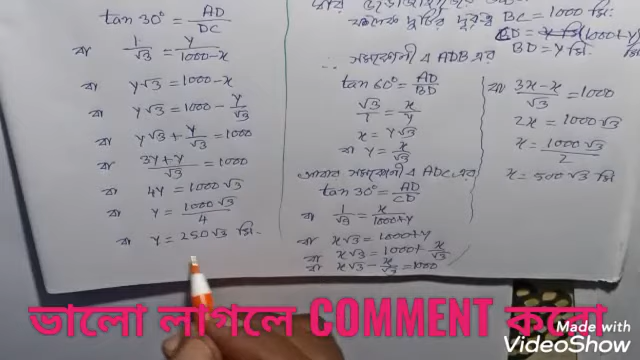 tan 30° = AD/DC
বা 1/√3 = y/1000-x
বা y√3 = 1000-x
বা y√3 = 1000 - y/√3
বা y√3 + y/√3 = 1000
বা 3y+y/√3 = 1000
বা 4y = 1000√3
বা y = 1000√3/4
বা y = 250√3 মি.
BC = 1000 মি.
BD = y মি.
∴ সমকোণী △ ADB এর
tan 60° = AD/BD
√3/1 = x/y
x = y√3
বা y = x/√3
আবার সমকোণী △ ADC এর
tan 30° = AD/CD
বা 1/√3 = x/1000+y
বা x√3 = 1000+y
বা x√3 = 1000+ x/√3
বা x√3 - x/√3 = 1000
বা 3x-x/√3 = 1000
2x = 1000√3
x = 1000√3/2
x = 500√3 মি
ভালো লাগলে COMMENT করো
Made with
VideoShow